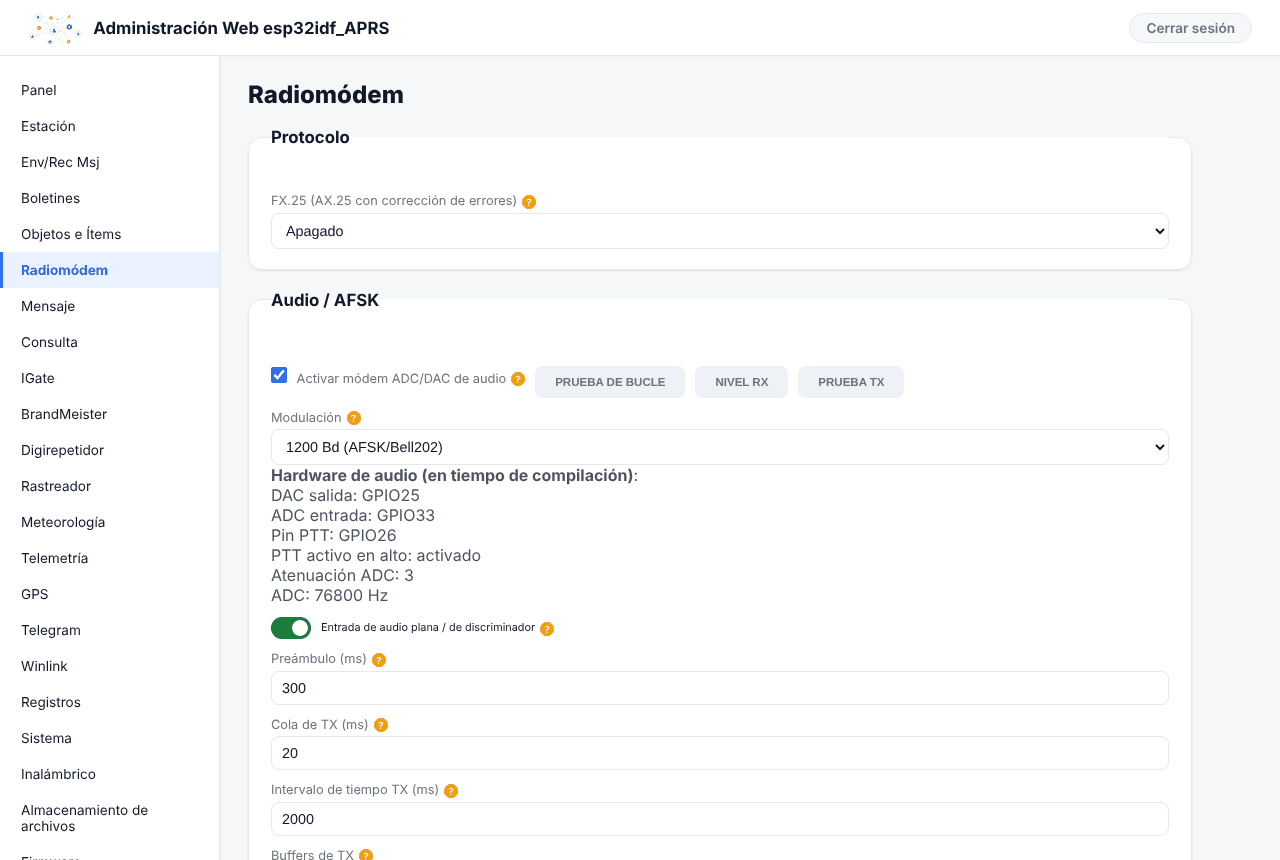 Administración Web esp32idf_APRS
Cerrar sesión
Panel
Estación
Env/Rec Msj
Boletines
Objetos e Ítems
Radiomódem
Mensaje
Consulta
IGate
BrandMeister
Digirepetidor
Rastreador
Meteorología
Telemetría
GPS
Telegram
Winlink
Registros
Sistema
Inalámbrico
Almacenamiento de
archivos
Radiomódem
Protocolo
FX.25 (AX.25 con corrección de errores) ?
Apagado
Audio / AFSK
Activar módem ADC/DAC de audio ? PRUEBA DE BUCLE NIVEL RX PRUEBA TX
Modulación ?
1200 Bd (AFSK/Bell202)
Hardware de audio (en tiempo de compilación):
DAC salida: GPIO25
ADC entrada: GPIO33
Pin PTT: GPIO26
PTT activo en alto: activado
Atenuación ADC: 3
ADC: 76800 Hz
Entrada de audio plana / de discriminador ?
Preámbulo (ms) ?
300
Cola de TX (ms) ?
20
Intervalo de tiempo TX (ms) ?
2000
Buffers de TX ?